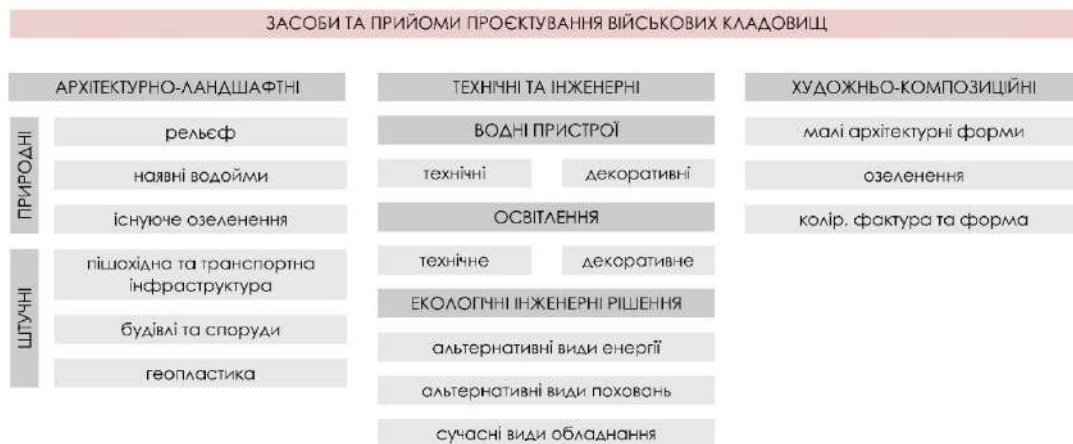 ЗАСОБИ ТА ПРИЙОМИ ПРОЄКТУВАННЯ ВІЙСЬКОВИХ КЛАДОВИЩ
АРХІТЕКТУРНО-ЛАНДШАФТНІ
ПРИРОДНІ
рельєф
наявні водойми
існуюче озеленення
ШТУЧНІ
пішохідна та транспортна
інфраструктура
будівлі та споруди
геопластика
ТЕХНІЧНІ ТА ІНЖЕНЕРНІ
ВОДНІ ПРИСТРОЇ
технічні
декоративні
ОСВІТЛЕННЯ
технічне
декоративне
ЕКОЛОГІЧНІ ІНЖЕНЕРНІ РІШЕННЯ
альтернативні види енергії
альтернативні види поховань
сучасні види обладнання
ХУДОЖНЬО-КОМПОЗИЦІЙНІ
малі архітектурні форми
озеленення
колір, фактура та форма